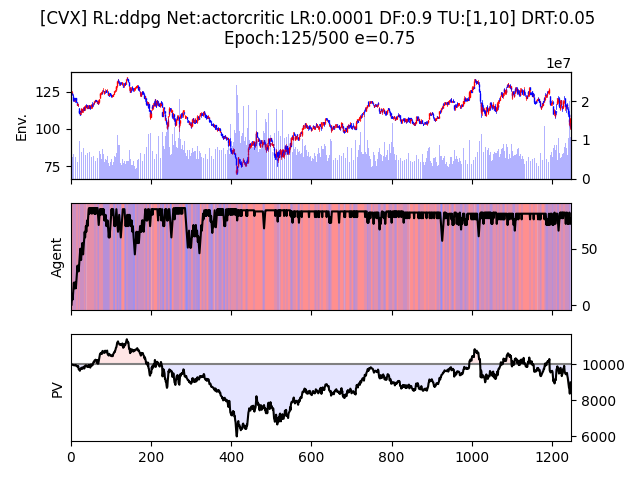 [CVX] RL:ddpg Net:actorcritic LR:0.0001 DF:0.9 TU:[1,10] DRT:0.05
Epoch:125/500 e=0.75
1e7
Env.
125
100
75
2
1
0
Agent
50
0
PV
10000
8000
6000
0 200 400 600 800 1000 1200